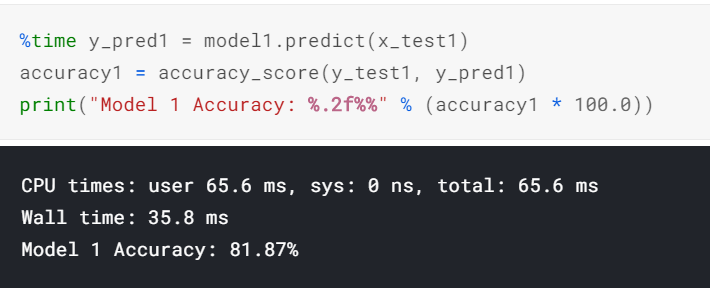 %time y_pred1 = model1.predict(x_test1)
accuracy1 = accuracy_score(y_test1, y_pred1)
print("Model 1 Accuracy: %.2f%%" % (accuracy1 * 100.0))
CPU times: user 65.6 ms, sys: 0 ns, total: 65.6 ms
Wall time: 35.8 ms
Model 1 Accuracy: 81.87%